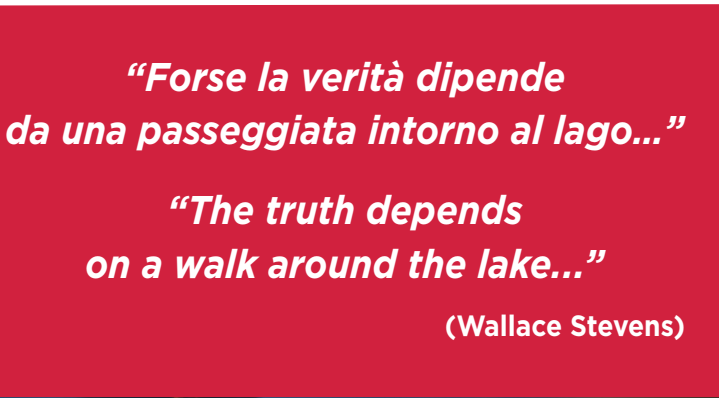 “Forse la verità dipende
da una passeggiata intorno al lago...”
“The truth depends
on a walk around the lake...”
(Wallace Stevens)